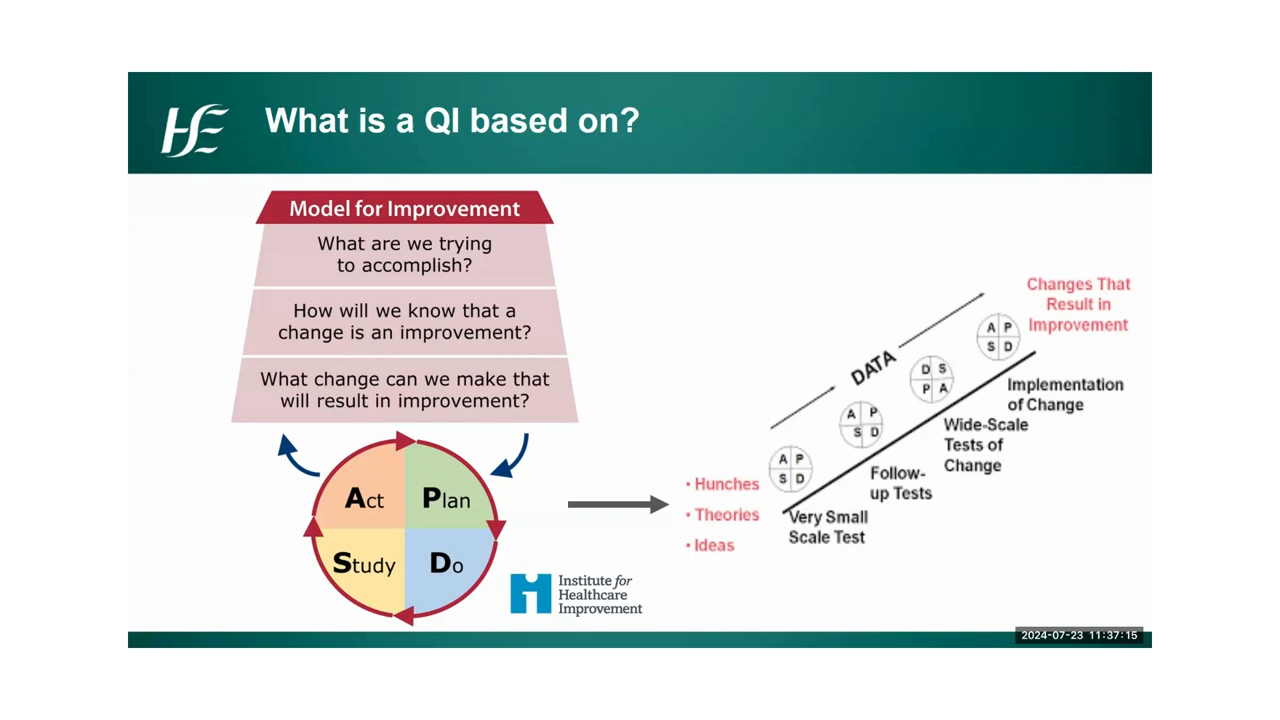 HSE
What is a QI based on?
Model for Improvement
What are we trying
to accomplish?
How will we know that a
change is an improvement?
What change can we make that
will result in improvement?
Act
Plan
Study
Do
Institute for
Healthcare
Improvement
• Hunches
• Theories
• Ideas
A P
S D
Very Small
Scale Test
A P
S D
Follow-
up Tests
DATA
D S
P A
Wide-Scale
Tests of
Change
A P
S D
Implementation
of Change
Changes That
Result in
Improvement
2024-07-23 11:37:15